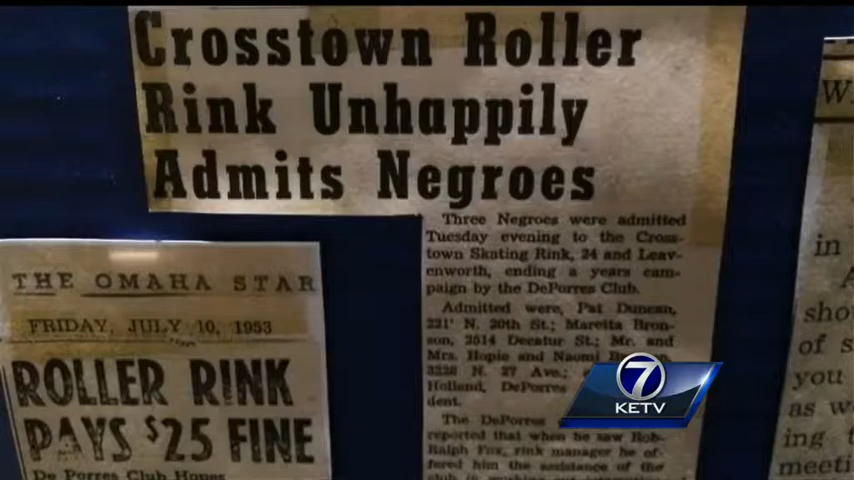 Crosstown Roller
Rink Unhappily
Admits Negroes
Three Negroes were admitted
Tuesday evening to the Cross-
town Skating Rink, 24 and Leav-
enworth, ending a years cam-
paign by the DePorres Club.
Admitted were, Pat Duncan,
221' N. 20th St.; Maretta Bron-
son, 2514 Decatur St.; Mr. and
Mrs. Hopie and Naomi
3228 N. 27 Ave.;
Holland, DePorres
dent.
The DePorres
reported that when he saw Rob-
Ralph Fox, rink manager he of-
fered him the assistance of the
THE OMAHA STAR
FRIDAY, JULY 10, 1953
ROLLER RINK
PAYS $25 FINE
De Porres Club Hopes
W
in
sho
of s
you
as w
ing
meeti
7
KETV